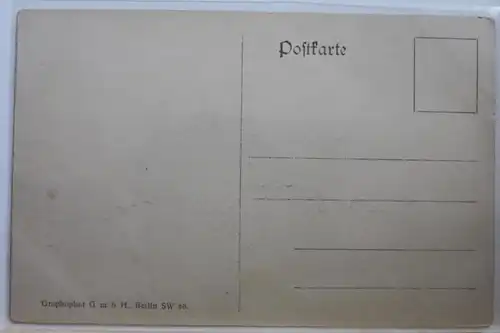 Postkarte
Graphophot G m b H., Berlin SW 68.